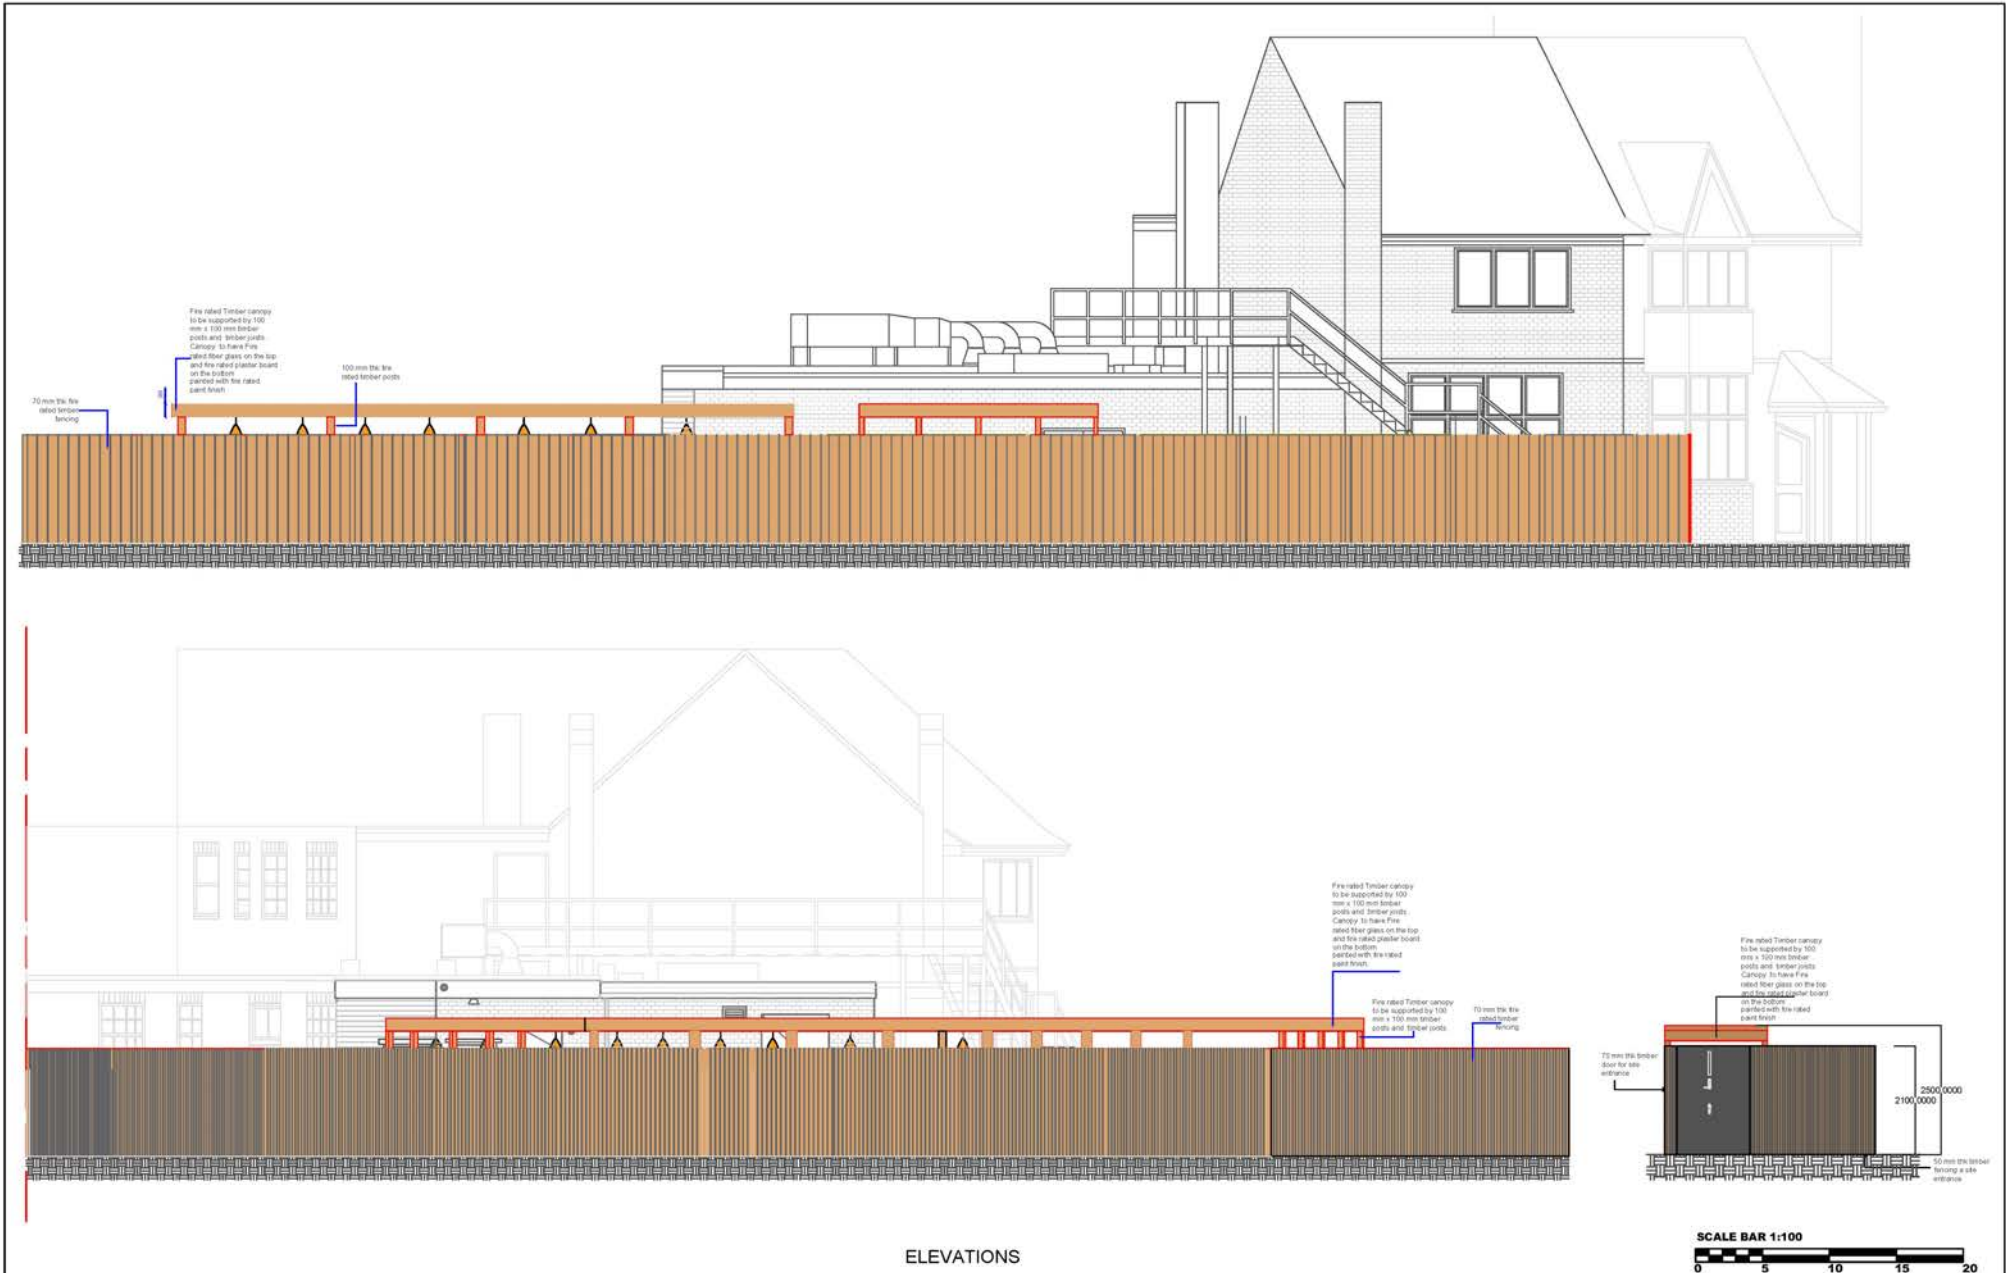 Fire rated Timber canopy
to be supported by 100
mm x 100 mm timber
posts and timber joists.
Canopy to have Fire
rated fiber glass on the top
and fire rated plaster board
on the bottom
painted with fire rated
paint finish
100 mm thk fire
rated timber posts
70 mm thk fire
rated timber
fencing
Fire rated Timber canopy
to be supported by 100
mm x 100 mm timber
posts and timber joists.
Canopy to have Fire
rated fiber glass on the top
and fire rated plaster board
on the bottom
painted with fire rated
paint finish.
Fire rated Timber canopy
to be supported by 100
mm x 100 mm timber
posts and timber joists
70 mm thk fire
rated timber
fencing
Fire rated Timber canopy
to be supported by 100
mm x 100 mm timber
posts and timber joists
Canopy to have Fire
rated fiber glass on the top
and fire rated plaster board
on the bottom
painted with fire rated
paint finish
timber
door for site
entrance
2500.0000
2100.0000
50 mm thk timber
fencing a site
entrance
ELEVATIONS
SCALE BAR 1:100
0 5 10 15 20